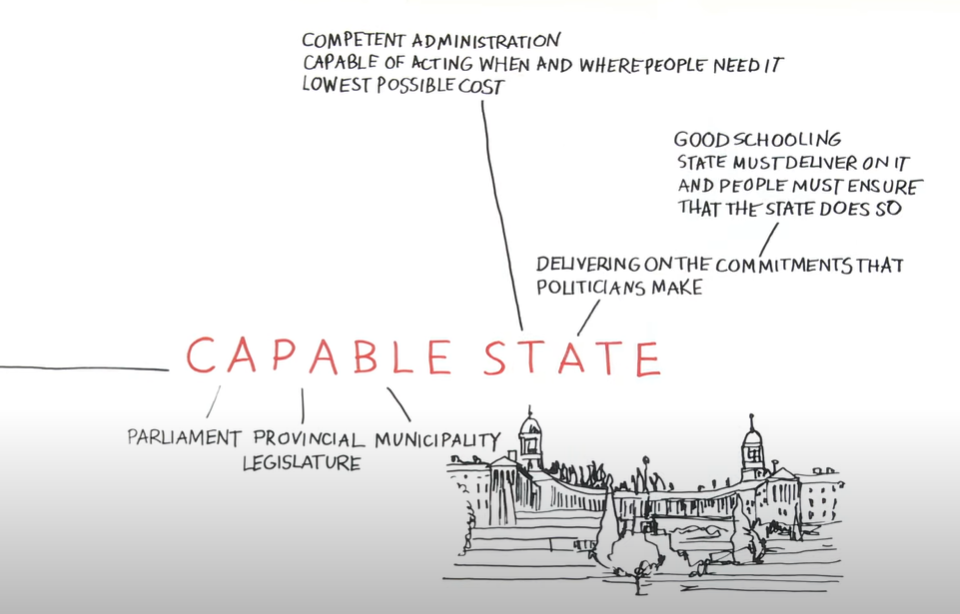 COMPETENT ADMINISTRATION
CAPABLE OF ACTING WHEN AND WHERE PEOPLE NEED IT
LOWEST POSSIBLE COST
GOOD SCHOOLING
STATE MUST DELIVER ON IT
AND PEOPLE MUST ENSURE
THAT THE STATE DOES SO
DELIVERING ON THE COMMITMENTS THAT
POLITICIANS MAKE
CAPABLE STATE
PARLIAMENT PROVINCIAL MUNICIPALITY
LEGISLATURE